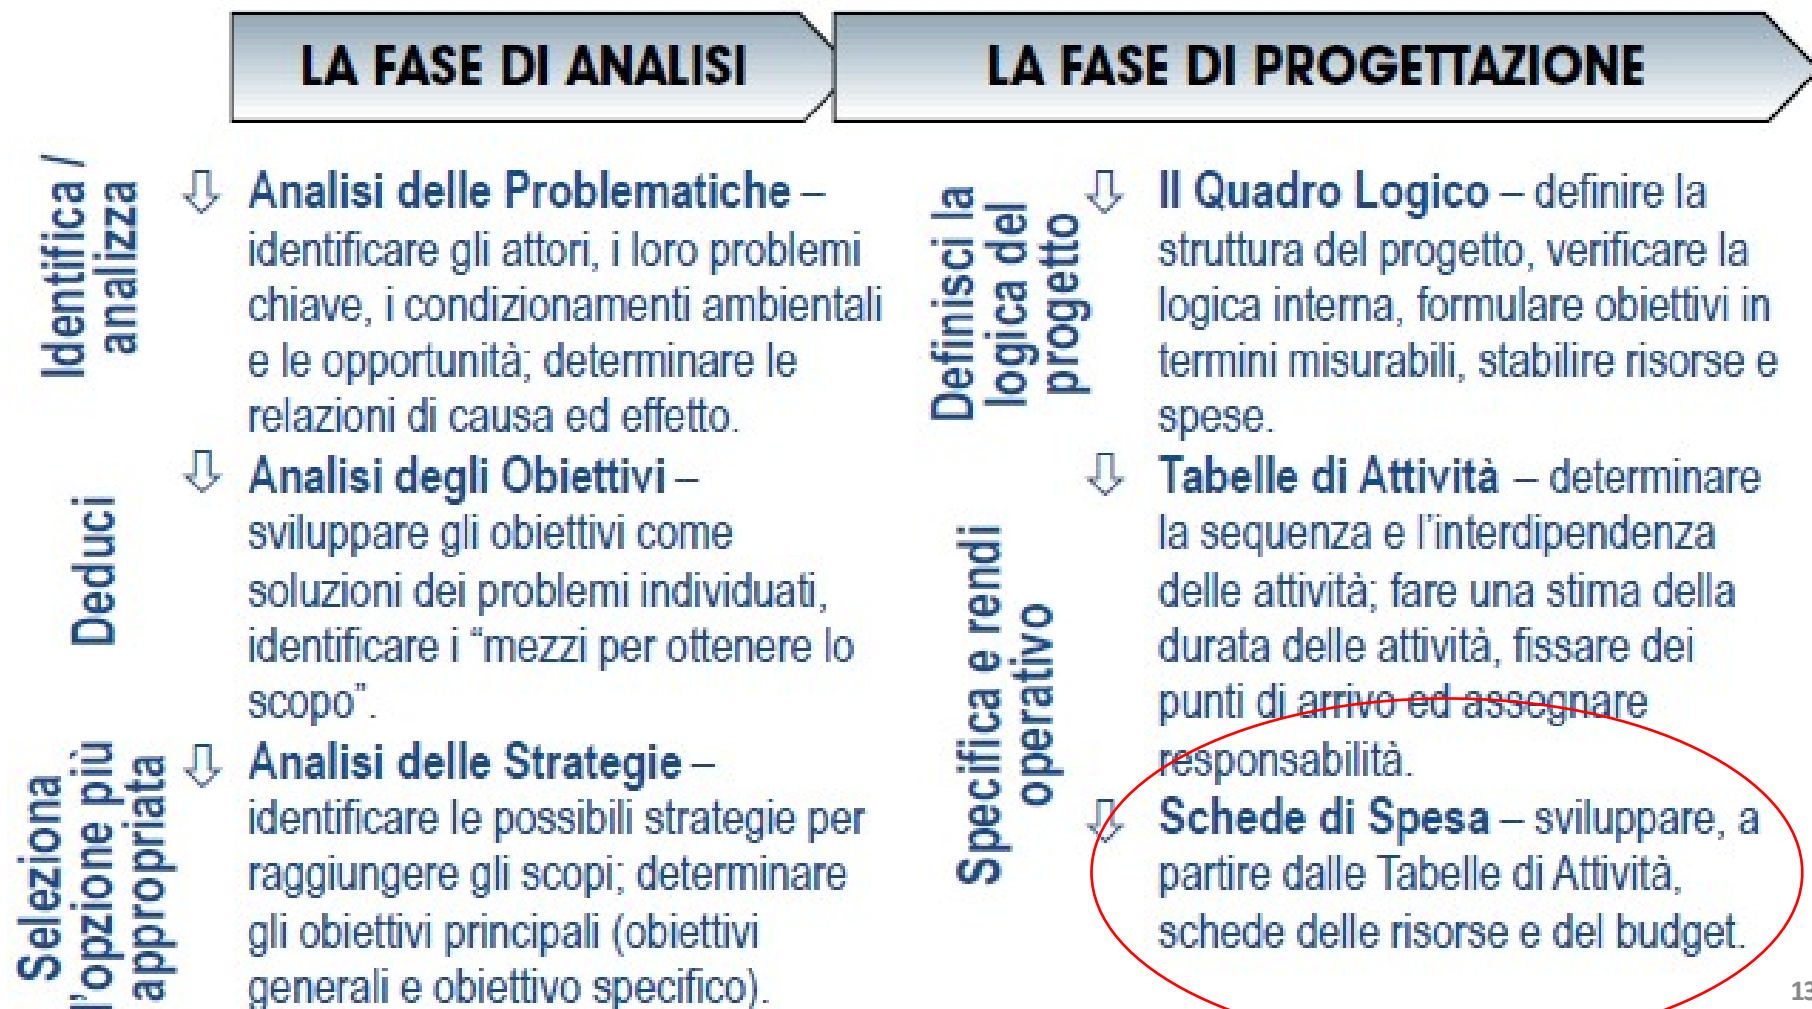 LA FASE DI ANALISI
Identifica /
analizza
Analisi delle Problematiche –
identificare gli attori, i loro problemi
chiave, i condizionamenti ambientali
e le opportunità; determinare le
relazioni di causa ed effetto.
Deduci
Analisi degli Obiettivi –
sviluppare gli obiettivi come
soluzioni dei problemi individuati,
identificare i “mezzi per ottenere lo
scopo”.
Seleziona
l'opzione più
appropriata
Analisi delle Strategie –
identificare le possibili strategie per
raggiungere gli scopi; determinare
gli obiettivi principali (obiettivi
generali e obiettivo specifico).
LA FASE DI PROGETTAZIONE
Definisci la
logica del
progetto
Il Quadro Logico – definire la
struttura del progetto, verificare la
logica interna, formulare obiettivi in
termini misurabili, stabilire risorse e
spese.
Specifica e rendi
operativo
Tabelle di Attività – determinare
la sequenza e l'interdipendenza
delle attività; fare una stima della
durata delle attività, fissare dei
punti di arrivo ed assegnare
responsabilità.
Schede di Spesa – sviluppare, a
partire dalle Tabelle di Attività,
schede delle risorse e del budget.
13